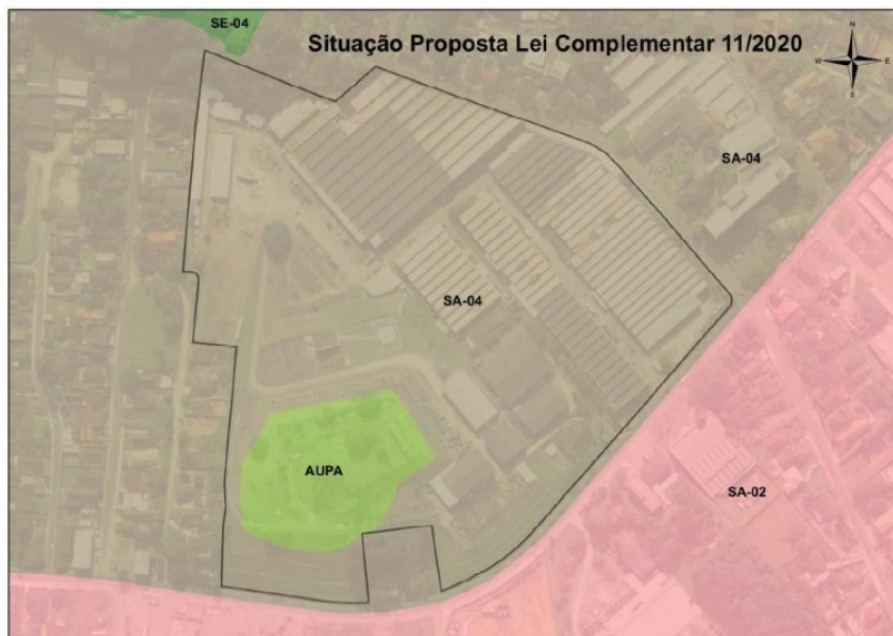 SE-04
Situação Proposta Lei Complementar 11/2020
N
W E
S
SA-04
SA-04
AUPA
SA-02